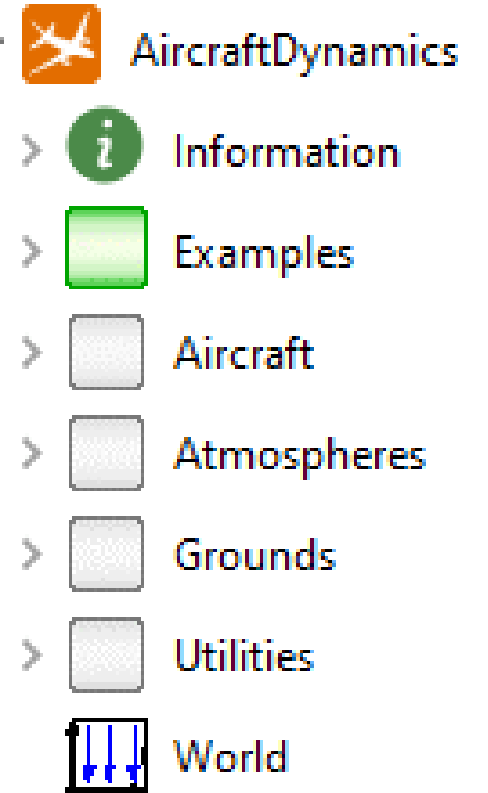 AircraftDynamics
Information
Examples
Aircraft
Atmospheres
Grounds
Utilities
World